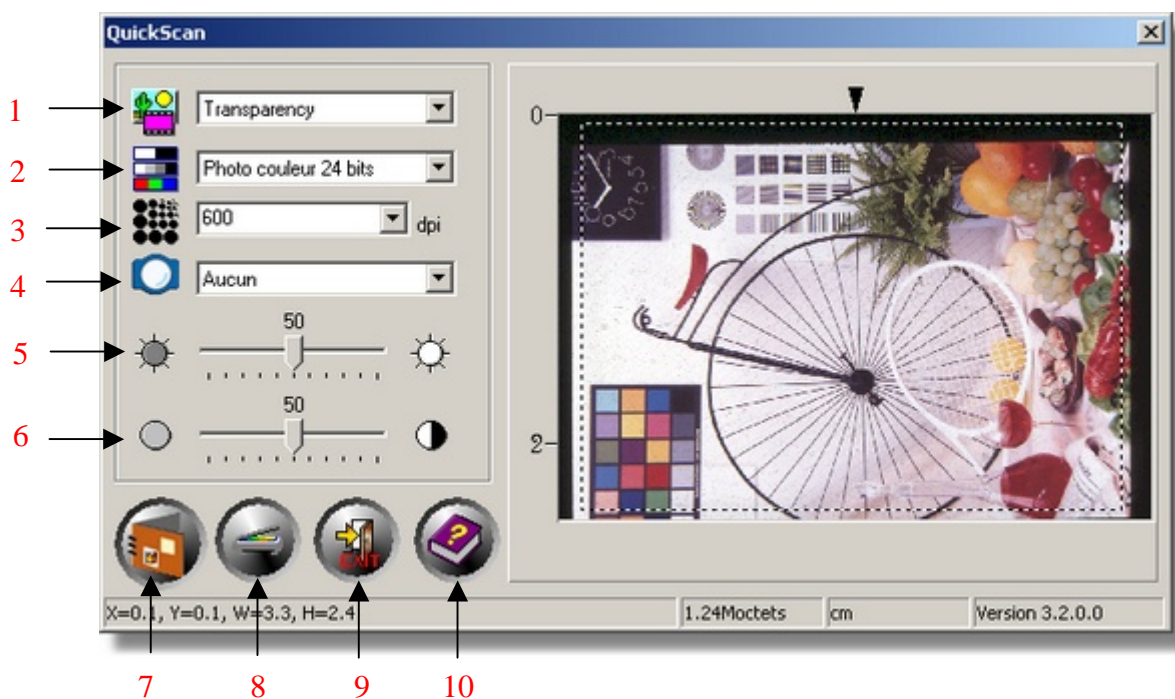 QuickScan
1
Transparency
2
Photo couleur 24 bits
3
600
dpi
4
Aucun
5
50
6
50
0
2
EXIT
X=0.1, Y=0.1, W=3.3, H=2.4
1.24Moctets
cm
Version 3.2.0.0
7
8
9
10